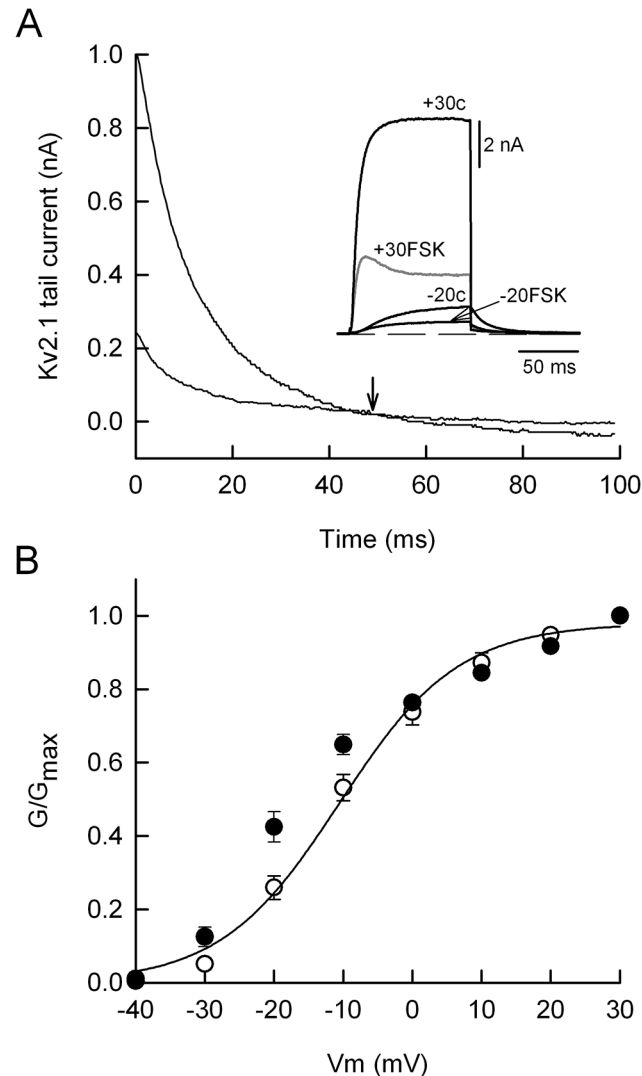 A
Kv2.1 tail current (nA)
1.0
0.8
0.6
0.4
0.2
0.0
0
20
40
60
80
100
Time (ms)
+30c
2 nA
+30FSK
-20c
-20FSK
50 ms
B
G/Gmax
1.0
0.8
0.6
0.4
0.2
0.0
-40
-30
-20
-10
0
10
20
30
Vm (mV)